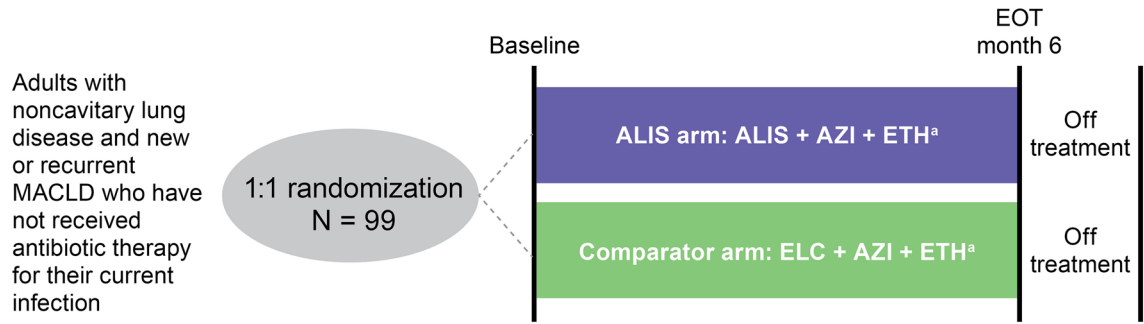 Adults with
noncavitary lung
disease and new
or recurrent
MACLD who have
not received
antibiotic therapy
for their current
infection
1:1 randomization
N = 99
Baseline
EOT
month 6
ALIS arm: ALIS + AZI + ETHᵃ
Off
treatment
Comparator arm: ELC + AZI + ETHᵃ
Off
treatment